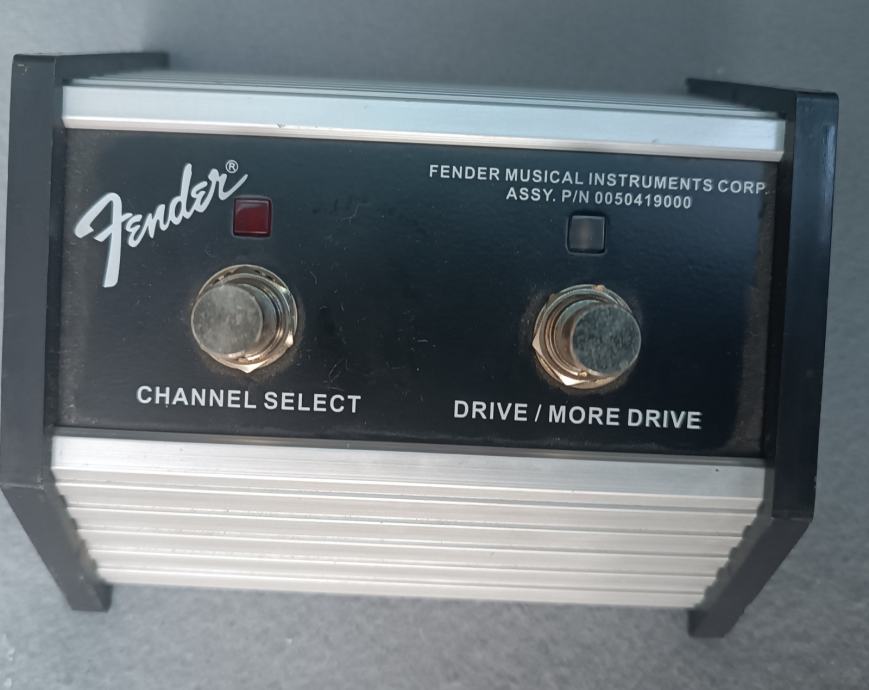 Fender®
FENDER MUSICAL INSTRUMENTS CORP.
ASSY. P/N 0050419000
CHANNEL SELECT
DRIVE / MORE DRIVE